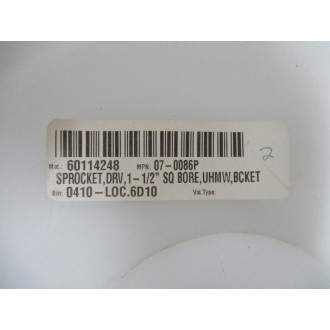 Mat.: 60114248 MPN: 07-0086P
SPROCKET,DRV,1-1/2" SQ BORE,UHMW,BCKET
Bin: 0410-LOC.6D10 Val.Type:
2